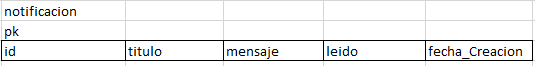 notificacion
pk
id titulo mensaje leido fecha_Creacion